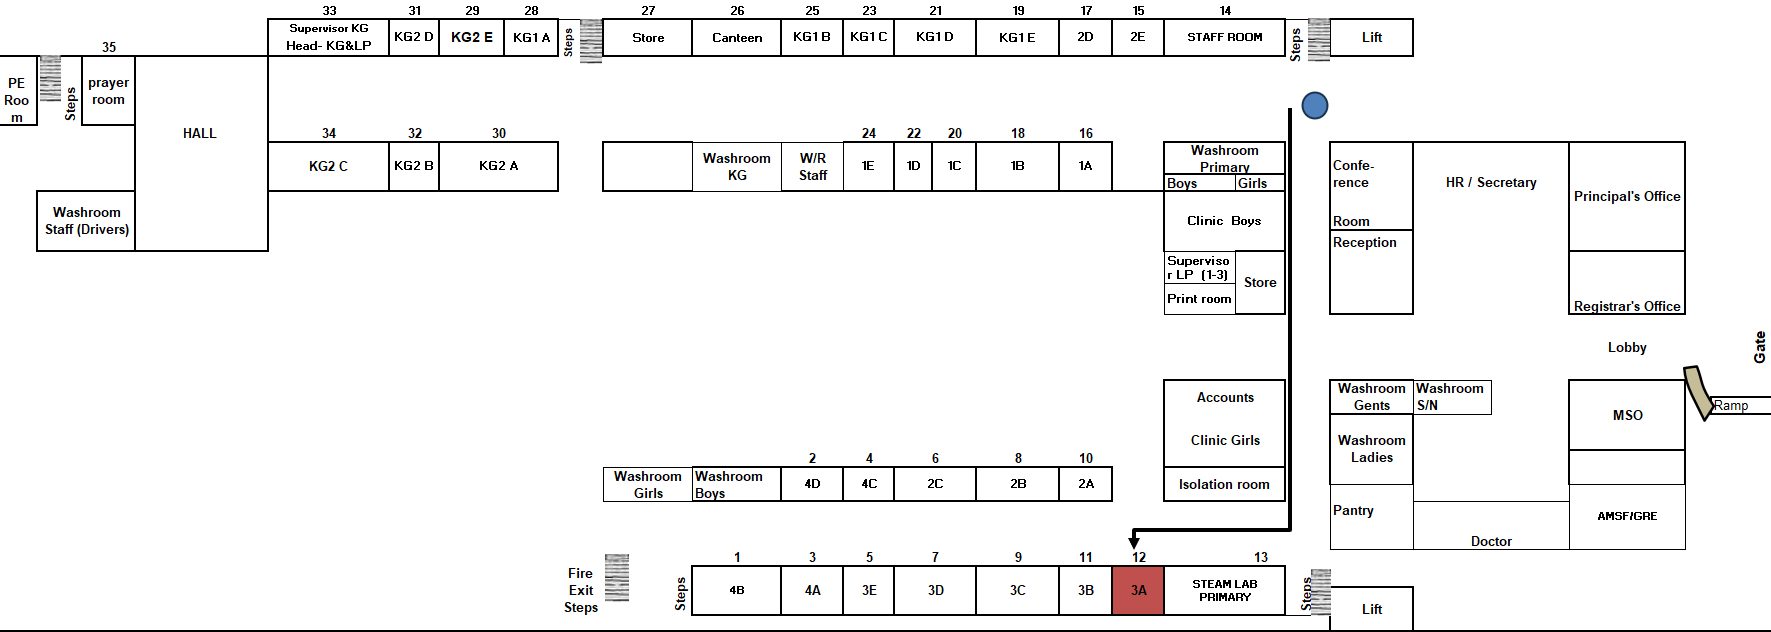 33
31
29
28
27
26
25
23
21
19
17
15
14
Supervisor KG
Head- KG&LP
KG2 D
KG2 E
KG1 A
Steps
Store
Canteen
KG1 B
KG1 C
KG1 D
KG1 E
2D
2E
STAFF ROOM
Steps
Lift
35
PE
Roo
m
Steps
prayer
room
HALL
34
32
30
24
22
20
18
16
KG2 C
KG2 B
KG2 A
Washroom
KG
W/R
Staff
1E
1D
1C
1B
1A
Washroom
Primary
Boys
Girls
Clinic Boys
Superviso
r LP (1-3)
Print room
Store
Confe-
rence
Room
Reception
HR / Secretary
Principal's Office
Registrar's Office
Washroom
Staff (Drivers)
Lobby
Gate
Ramp
Accounts
Clinic Girls
Isolation room
Washroom
Gents
Washroom
S/N
Washroom
Ladies
Pantry
Doctor
MSO
AMSF/GRE
2
4
6
8
10
Washroom
Girls
Washroom
Boys
4D
4C
2C
2B
2A
1
3
5
7
9
11
12
13
Fire
Exit
Steps
Steps
4B
4A
3E
3D
3C
3B
3A
STEAM LAB
PRIMARY
Steps
Lift